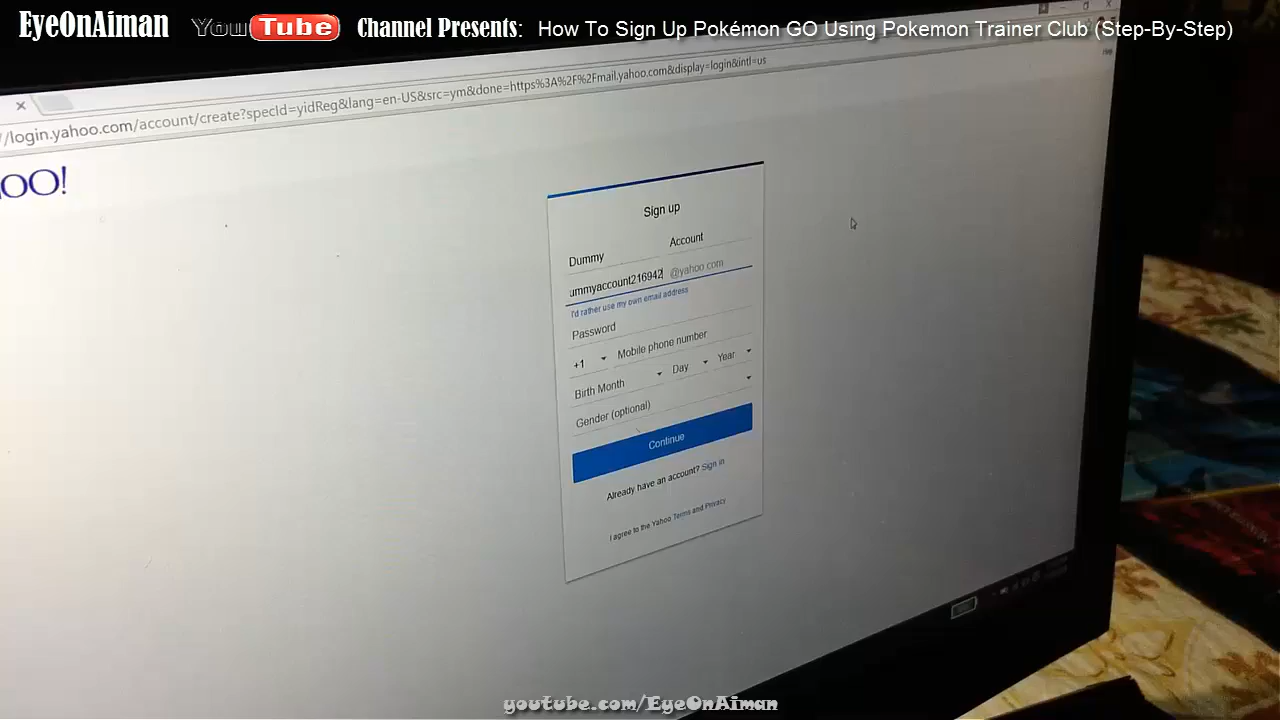 EyeOnAiman YouTube Channel Presents: How To Sign Up Pokémon GO Using Pokemon Trainer Club (Step-By-Step)
//login.yahoo.com/account/create?specId=yidReg&lang=en-US&src=ym&done=https%3A%2F%2Fmail.yahoo.com&display=login&intl=us
Help
OO!
Sign up
Dummy Account
ummyaccount216942 @yahoo.com
I'd rather use my own email address
Password
+1 Mobile phone number
Birth Month Day Year
Gender (optional)
Continue
Already have an account? Sign in
I agree to the Yahoo Terms and Privacy
youtube.com/EyeOnAiman